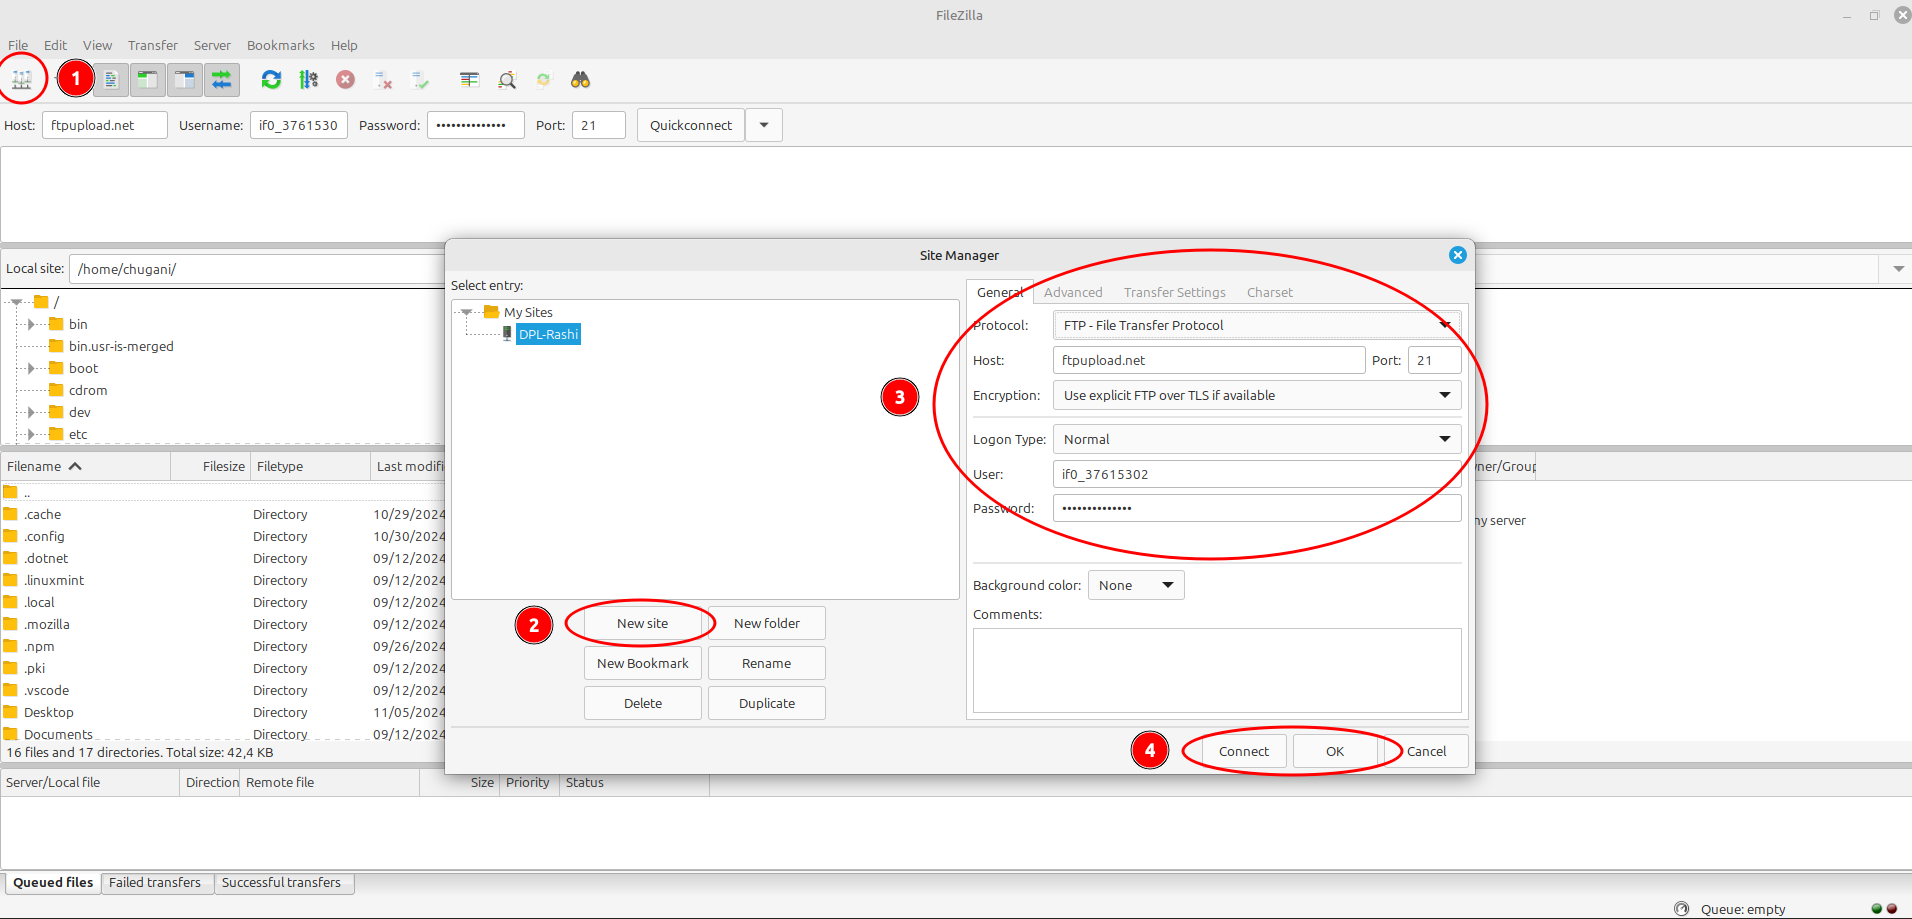 FileZilla
File Edit View Transfer Server Bookmarks Help
1
Host: ftpupload.net Username: if0_3761530 Password: •••••••••••••• Port: 21 Quickconnect
Local site: /home/chugani/
/
bin
bin.usr-is-merged
boot
cdrom
dev
etc
Filename Filesize Filetype Last modifi
..
.cache Directory 10/29/2024
.config Directory 10/30/2024
.dotnet Directory 09/12/2024
.linuxmint Directory 09/12/2024
.local Directory 09/12/2024
.mozilla Directory 09/12/2024
.npm Directory 09/26/2024
.pki Directory 09/12/2024
.vscode Directory 09/12/2024
Desktop Directory 11/05/2024
Documents Directory 09/12/2024
16 files and 17 directories. Total size: 42,4 KB
Site Manager
Select entry:
My Sites
DPL-Rashi
2
New site New folder
New Bookmark Rename
Delete Duplicate
General Advanced Transfer Settings Charset
Protocol: FTP - File Transfer Protocol
Host: ftpupload.net Port: 21
3
Encryption: Use explicit FTP over TLS if available
Logon Type: Normal
User: if0_37615302
Password: ••••••••••••••
Background color: None
Comments:
4
Connect OK Cancel
ner/Group
y server
Server/Local file Direction Remote file Size Priority Status
Queued files Failed transfers Successful transfers
Queue: empty